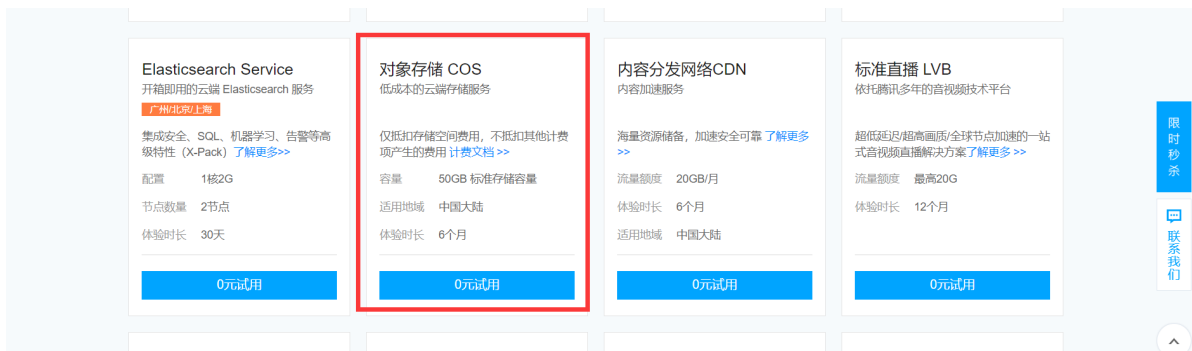 Elasticsearch Service
开箱即用的云端 Elasticsearch 服务
广州/北京/上海
集成安全、SQL、机器学习、告警等高
级特性（X-Pack）了解更多>>
配置 1核2G
节点数量 2节点
体验时长 30天
0元试用
对象存储 COS
低成本的云端存储服务
仅抵扣存储空间费用，不抵扣其他计费
项产生的费用 计费文档 >>
容量 50GB 标准存储容量
适用地域 中国大陆
体验时长 6个月
0元试用
内容分发网络CDN
内容加速服务
海量资源储备，加速安全可靠 了解更多
>>
流量额度 20GB/月
体验时长 6个月
适用地域 中国大陆
0元试用
标准直播 LVB
依托腾讯多年的音视频技术平台
超低延迟/超高画质/全球节点加速的一站
式音视频直播解决方案了解更多 >>
流量额度 最高20G
体验时长 12个月
0元试用
限时秒杀
联系我们